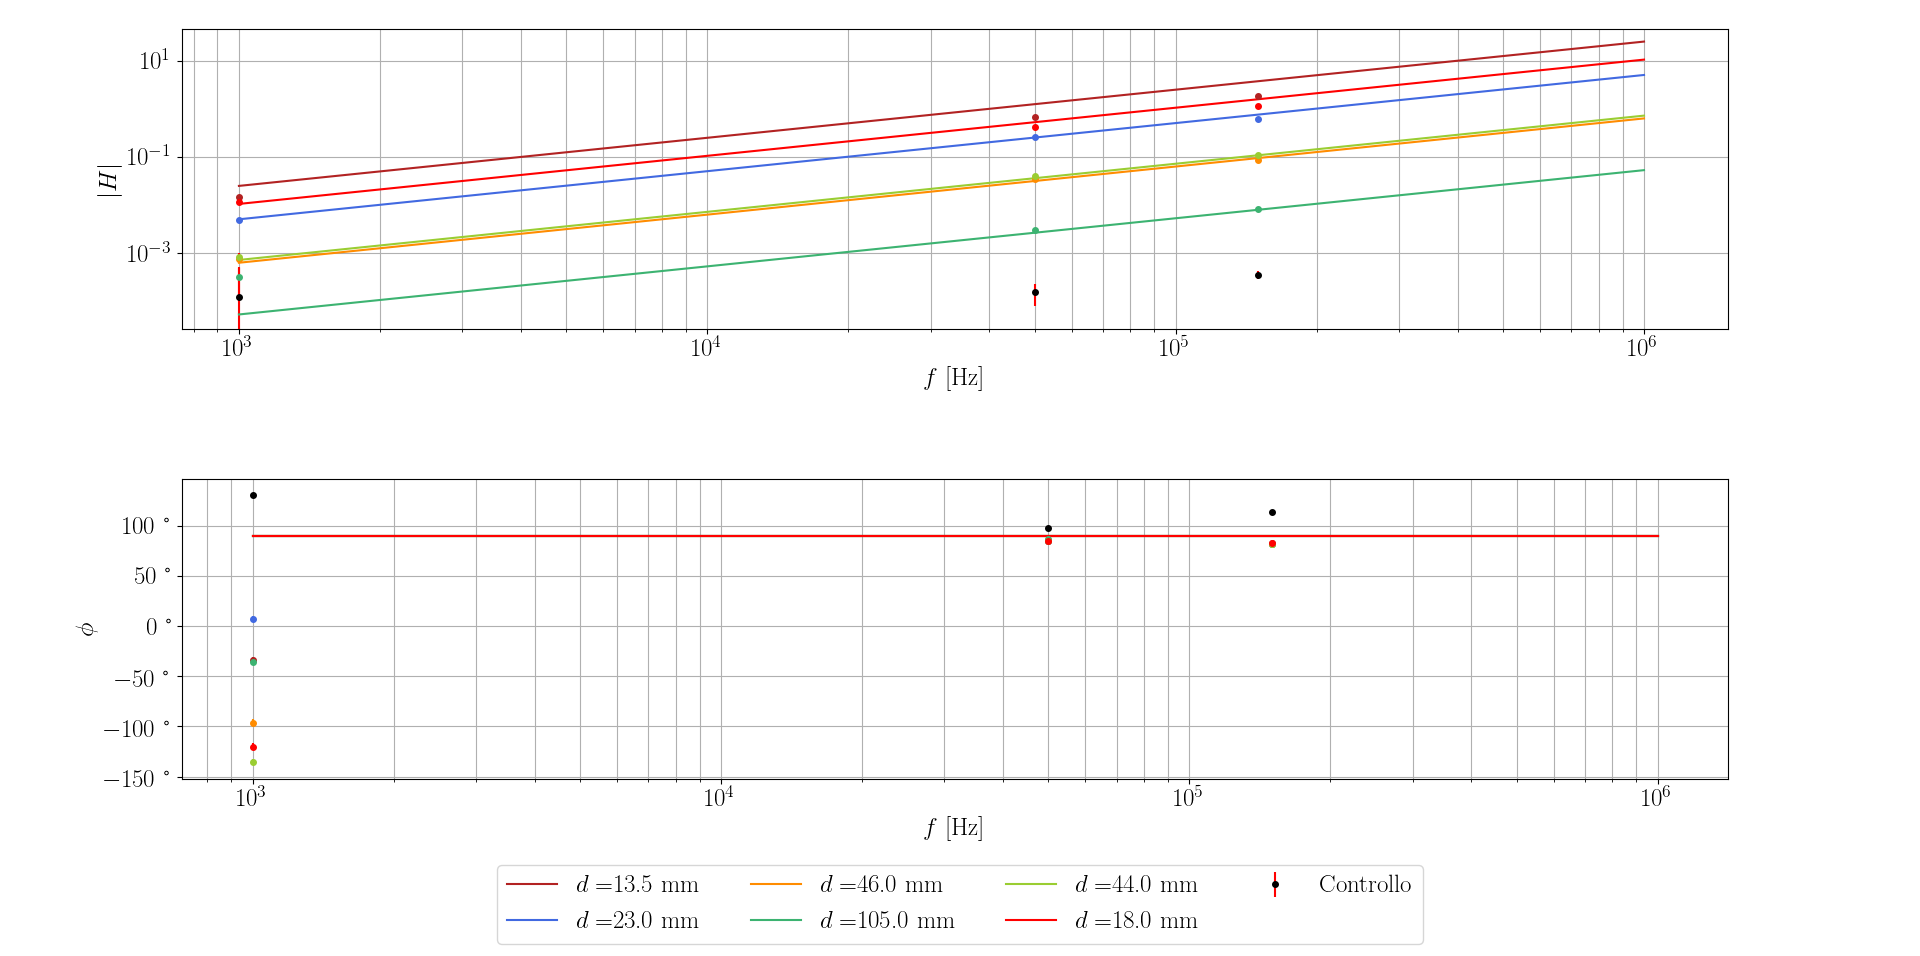 10^1
10^{-1}
10^{-3}
|H|
10^3 10^4 10^5 10^6
f [Hz]
100 °
50 °
0 °
−50 °
−100 °
−150 °
ϕ
10^3 10^4 10^5 10^6
f [Hz]
d =13.5 mm d =46.0 mm d =44.0 mm Controllo
d =23.0 mm d =105.0 mm d =18.0 mm